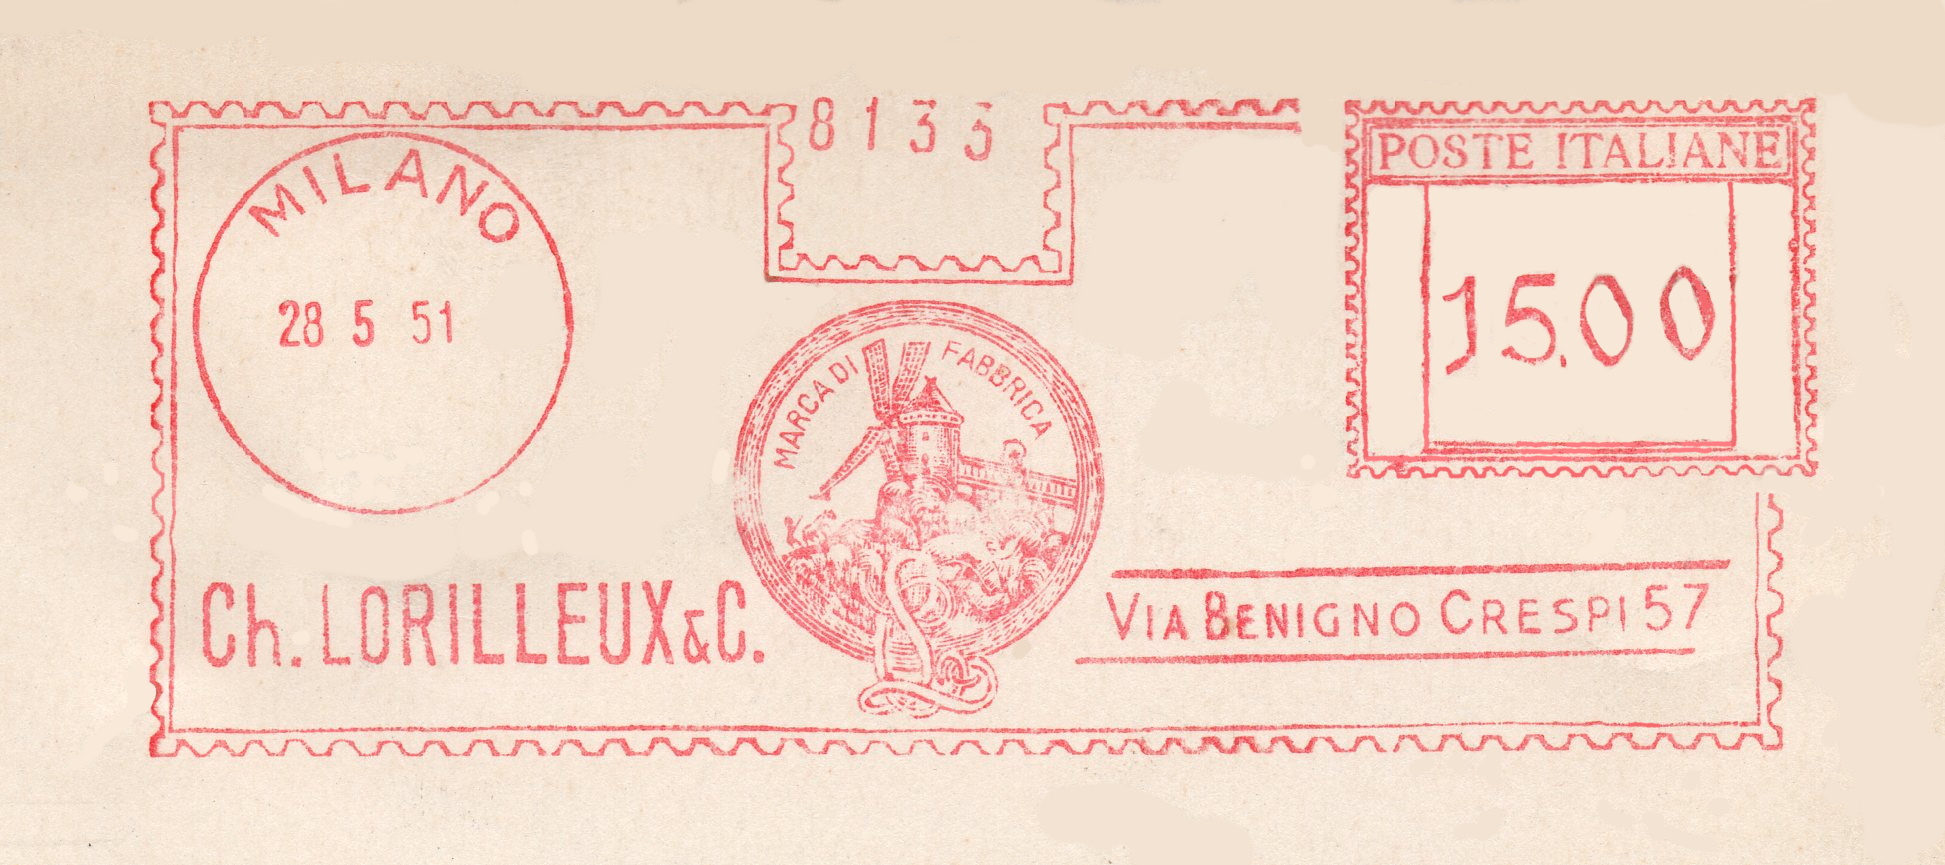 8133
POSTE ITALIANE
MILANO
28 5 51
15.00
MARCA DI FABBRICA
Ch. LORILLEUX & C.
VIA BENIGNO CRESPI 57